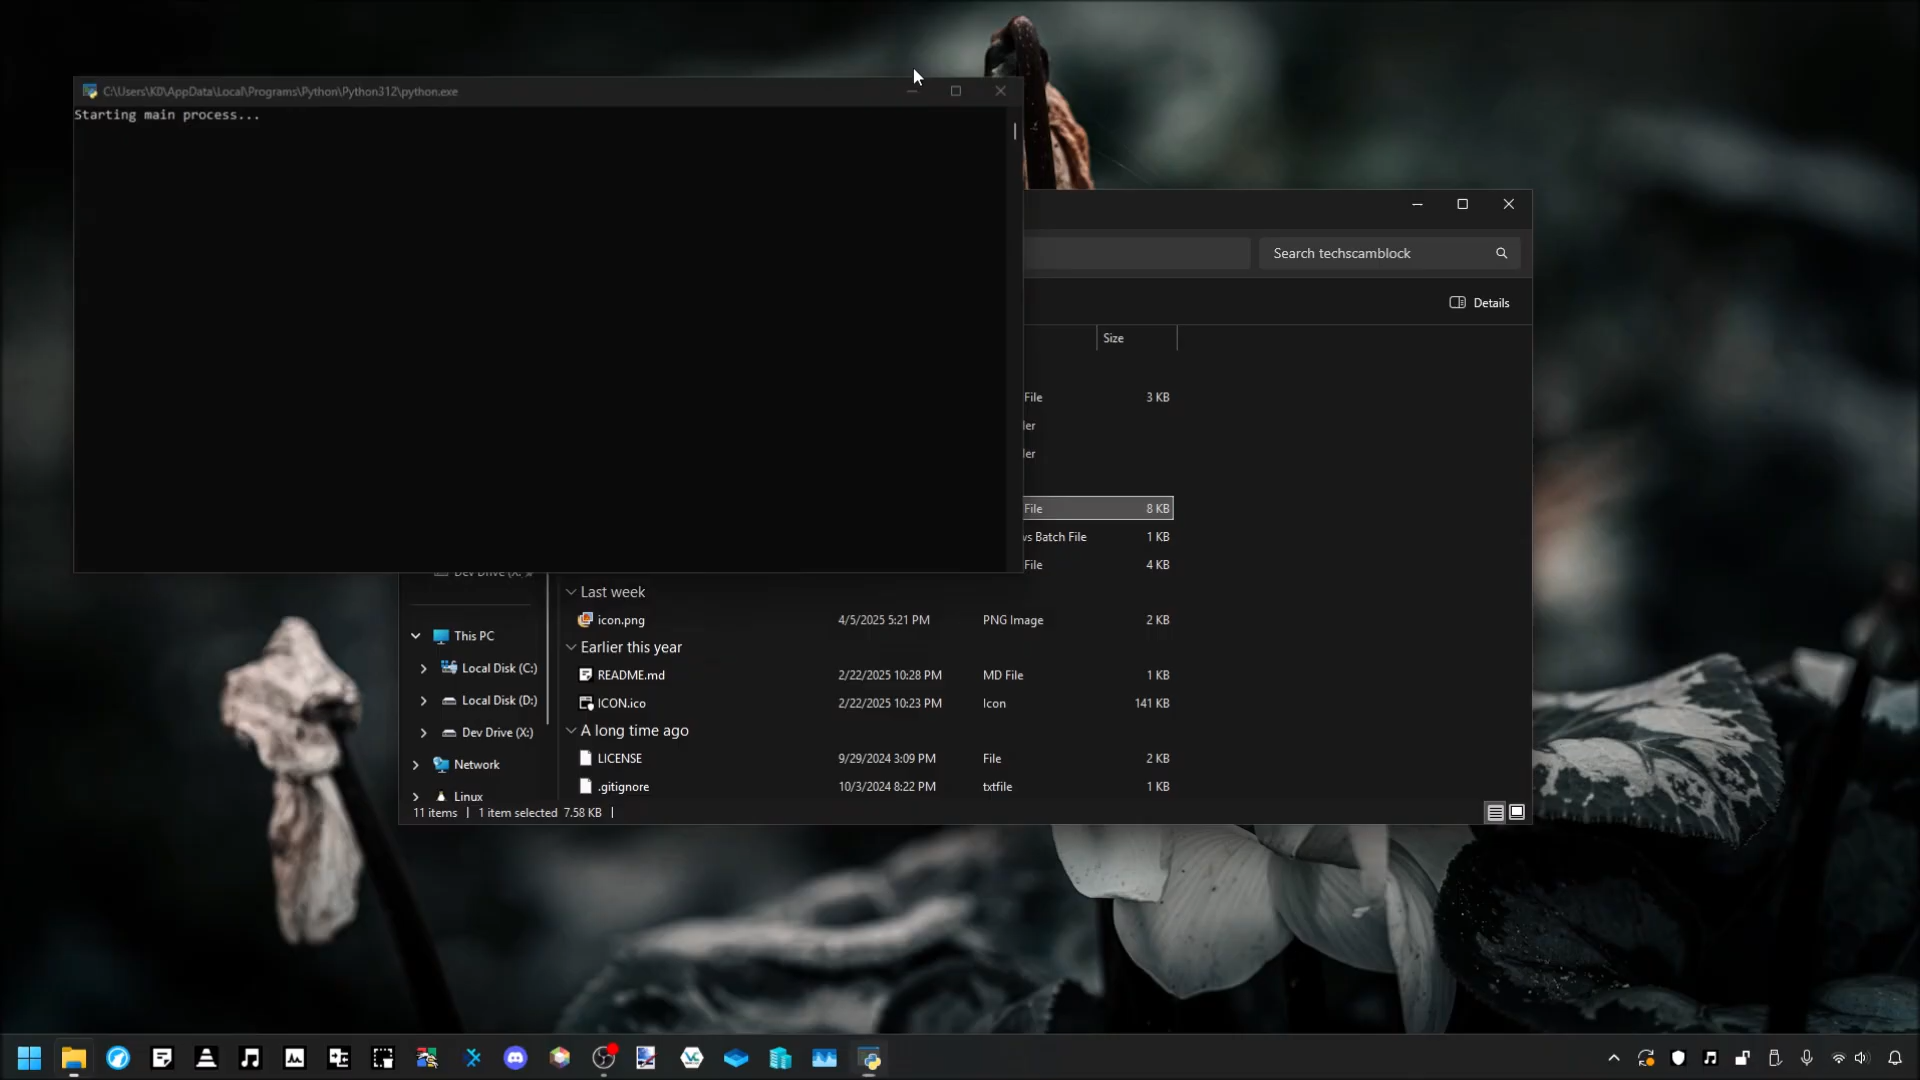 C:\Users\K0\AppData\Local\Programs\Python\Python312\python.exe
Starting main process...
Search techscamblock
Details
Size
File 3 KB
File 8 KB
Batch File 1 KB
File 4 KB
Last week
icon.png 4/5/2025 5:21 PM PNG Image 2 KB
Earlier this year
README.md 2/22/2025 10:28 PM MD File 1 KB
ICON.ico 2/22/2025 10:23 PM Icon 141 KB
A long time ago
LICENSE 9/29/2024 3:09 PM File 2 KB
.gitignore 10/3/2024 8:22 PM txtfile 1 KB
Dev Drive (X:
This PC
Local Disk (C:)
Local Disk (D:)
Dev Drive (X:)
Network
Linux
11 items 1 item selected 7.58 KB